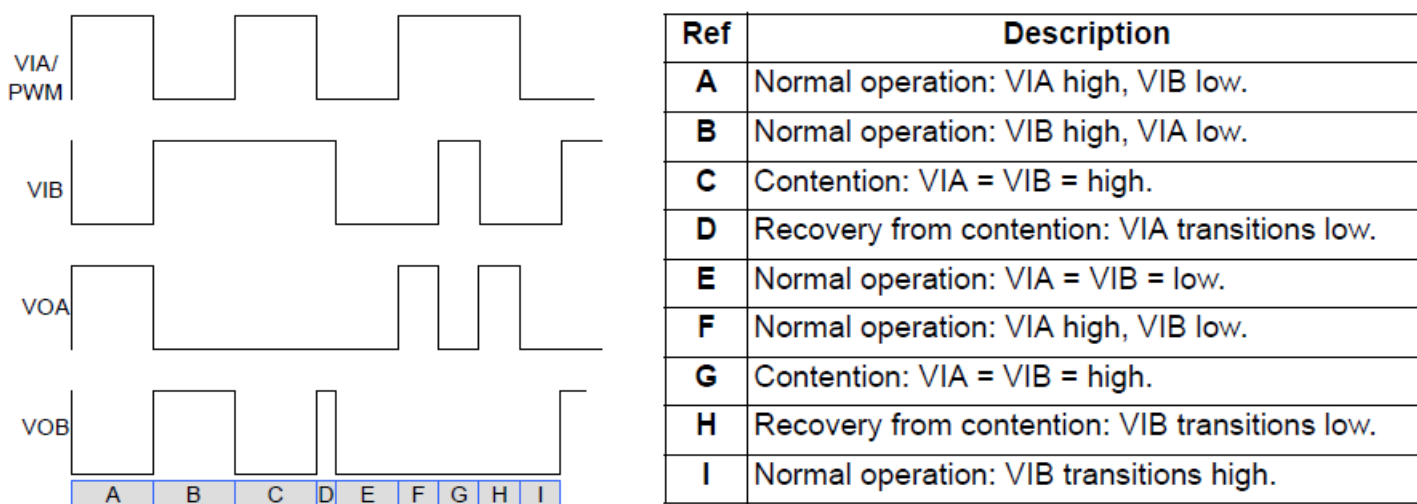 VIA/
PWM
VIB
VOA
VOB
A B C D E F G H I
Ref Description
A Normal operation: VIA high, VIB low.
B Normal operation: VIB high, VIA low.
C Contention: VIA = VIB = high.
D Recovery from contention: VIA transitions low.
E Normal operation: VIA = VIB = low.
F Normal operation: VIA high, VIB low.
G Contention: VIA = VIB = high.
H Recovery from contention: VIB transitions low.
I Normal operation: VIB transitions high.